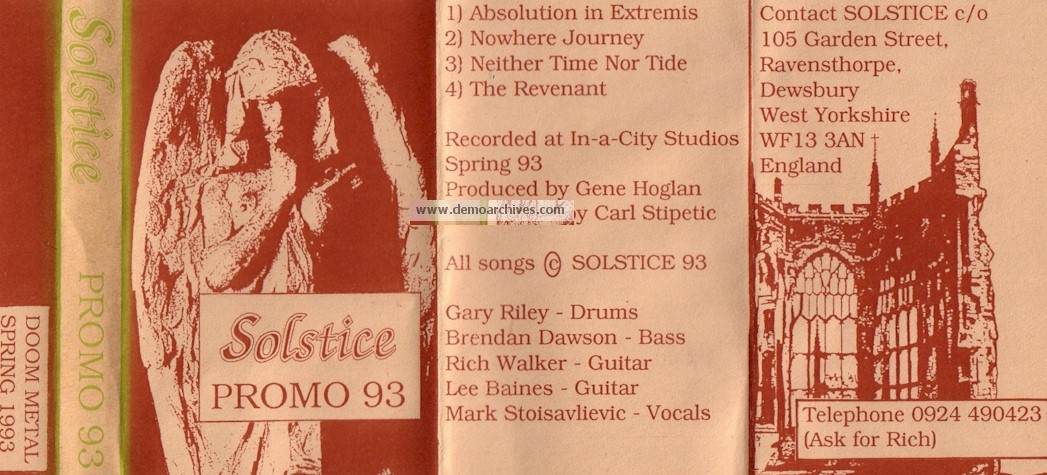 DOOM METAL
SPRING 1993
Solstice PROMO 93
Solstice
PROMO 93
1) Absolution in Extremis
2) Nowhere Journey
3) Neither Time Nor Tide
4) The Revenant
Recorded at In-a-City Studios
Spring 93
Produced by Gene Hoglan
by Carl Stipetic
www.demoarchives.com
All songs © SOLSTICE 93
Gary Riley - Drums
Brendan Dawson - Bass
Rich Walker - Guitar
Lee Baines - Guitar
Mark Stoisavlievic - Vocals
Contact SOLSTICE c/o
105 Garden Street,
Ravensthorpe,
Dewsbury
West Yorkshire
WF13 3AN
England
Telephone 0924 490423
(Ask for Rich)